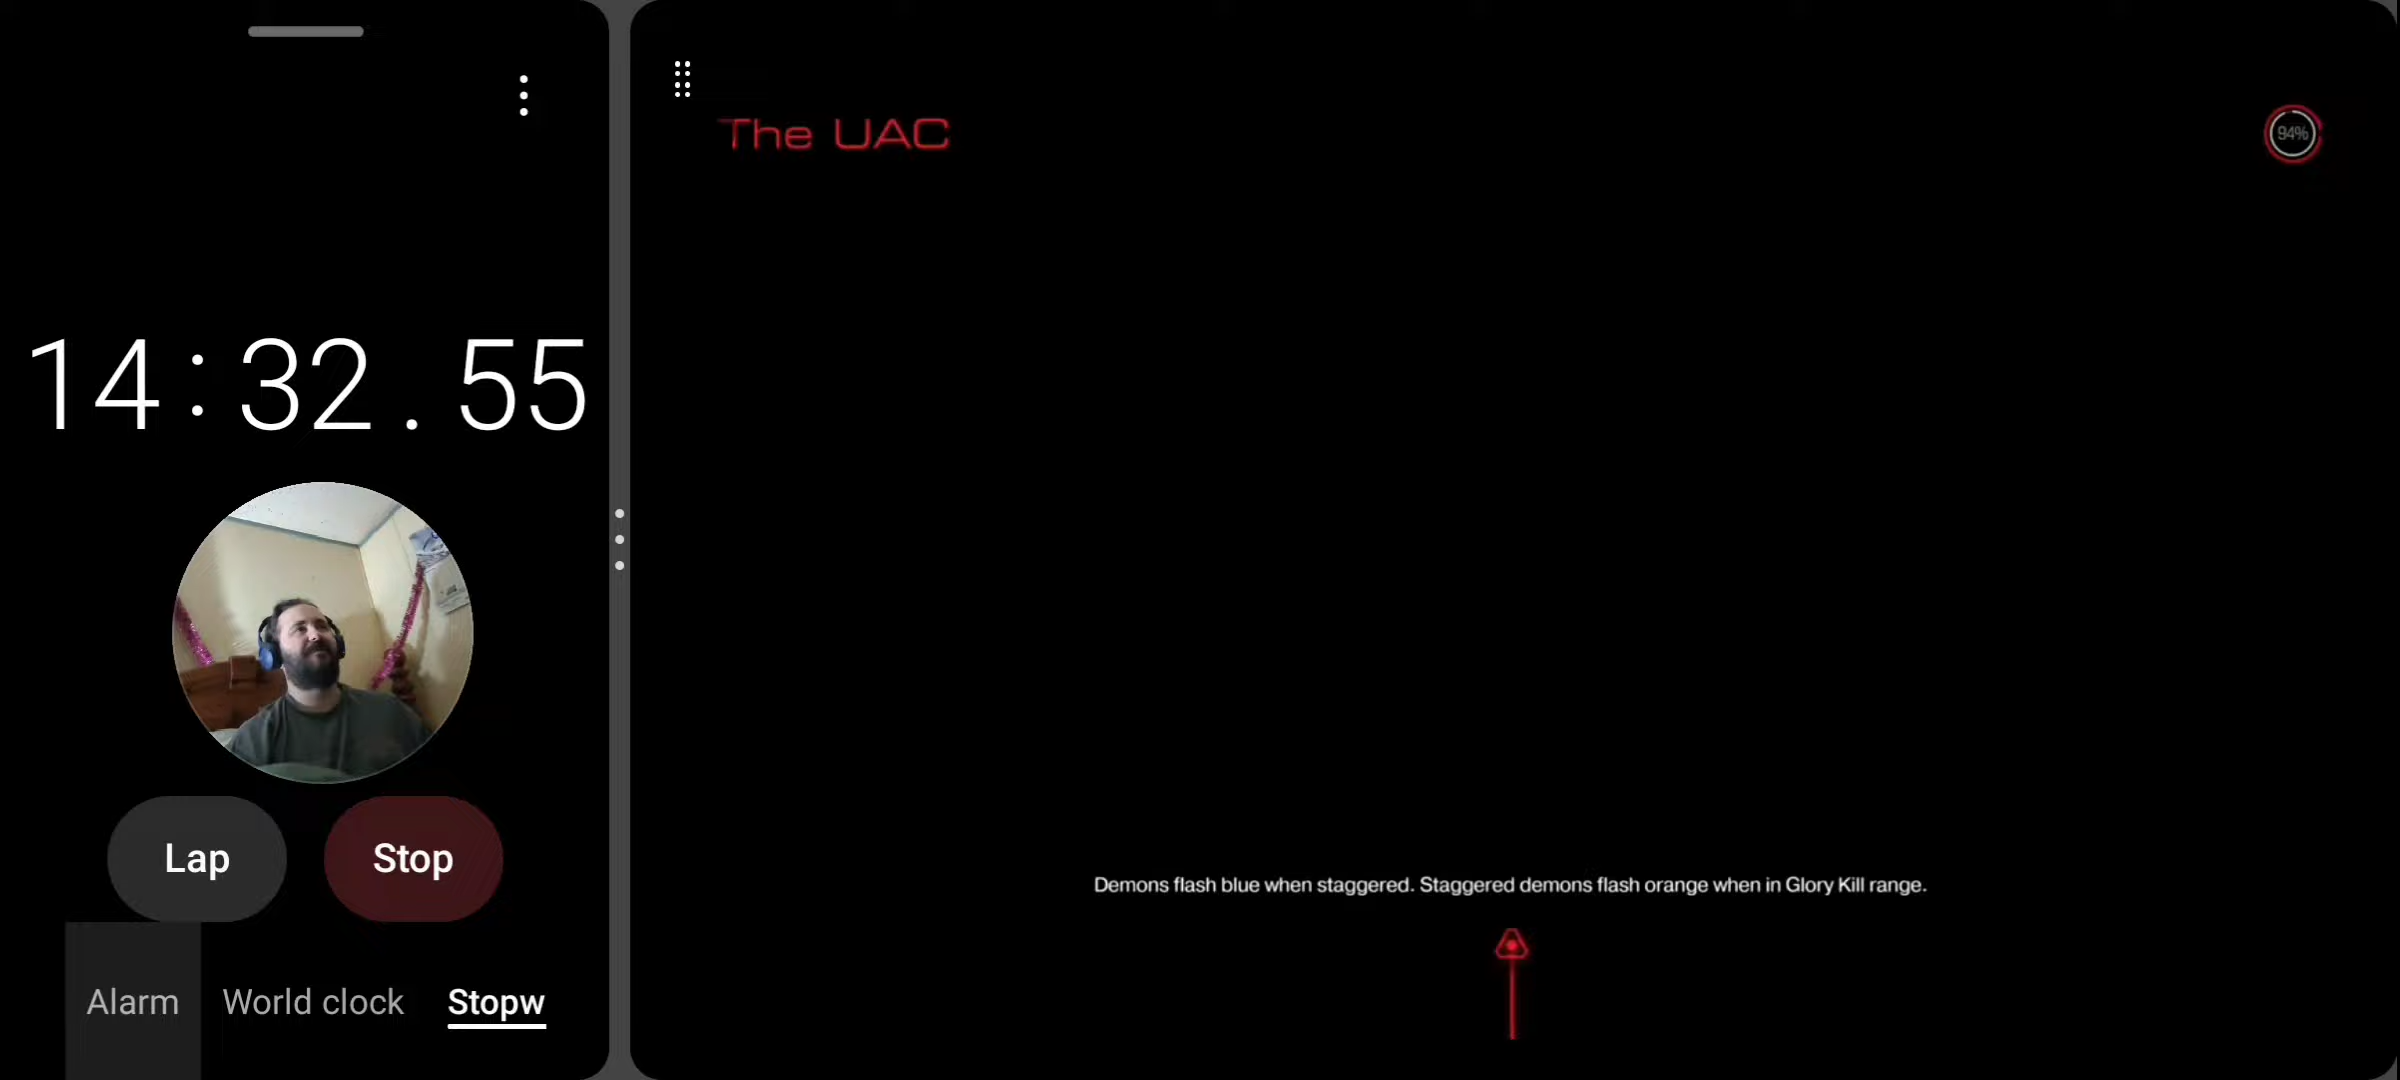 14:32.55
Lap
Stop
Alarm
World clock
Stopw
The UAC
94%
Demons flash blue when staggered. Staggered demons flash orange when in Glory Kill range.